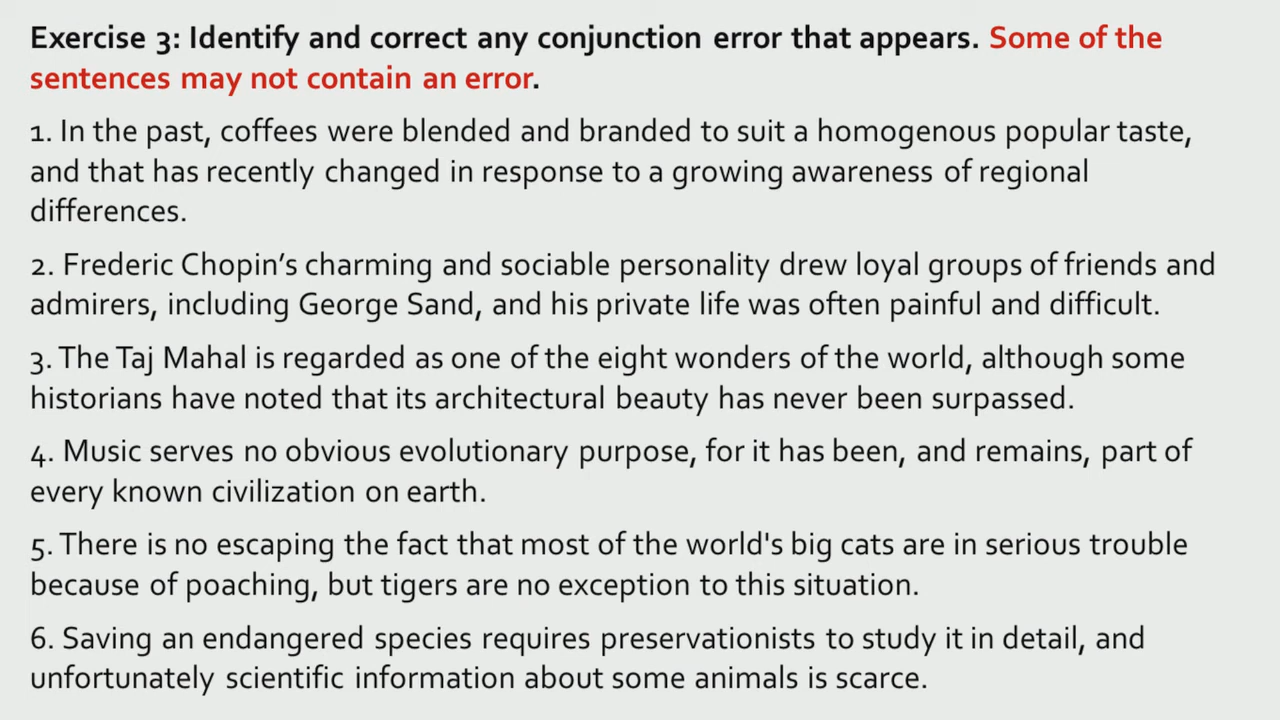 Exercise 3: Identify and correct any conjunction error that appears. Some of the
sentences may not contain an error.
1. In the past, coffees were blended and branded to suit a homogenous popular taste,
and that has recently changed in response to a growing awareness of regional
differences.
2. Frederic Chopin’s charming and sociable personality drew loyal groups of friends and
admirers, including George Sand, and his private life was often painful and difficult.
3. The Taj Mahal is regarded as one of the eight wonders of the world, although some
historians have noted that its architectural beauty has never been surpassed.
4. Music serves no obvious evolutionary purpose, for it has been, and remains, part of
every known civilization on earth.
5. There is no escaping the fact that most of the world's big cats are in serious trouble
because of poaching, but tigers are no exception to this situation.
6. Saving an endangered species requires preservationists to study it in detail, and
unfortunately scientific information about some animals is scarce.